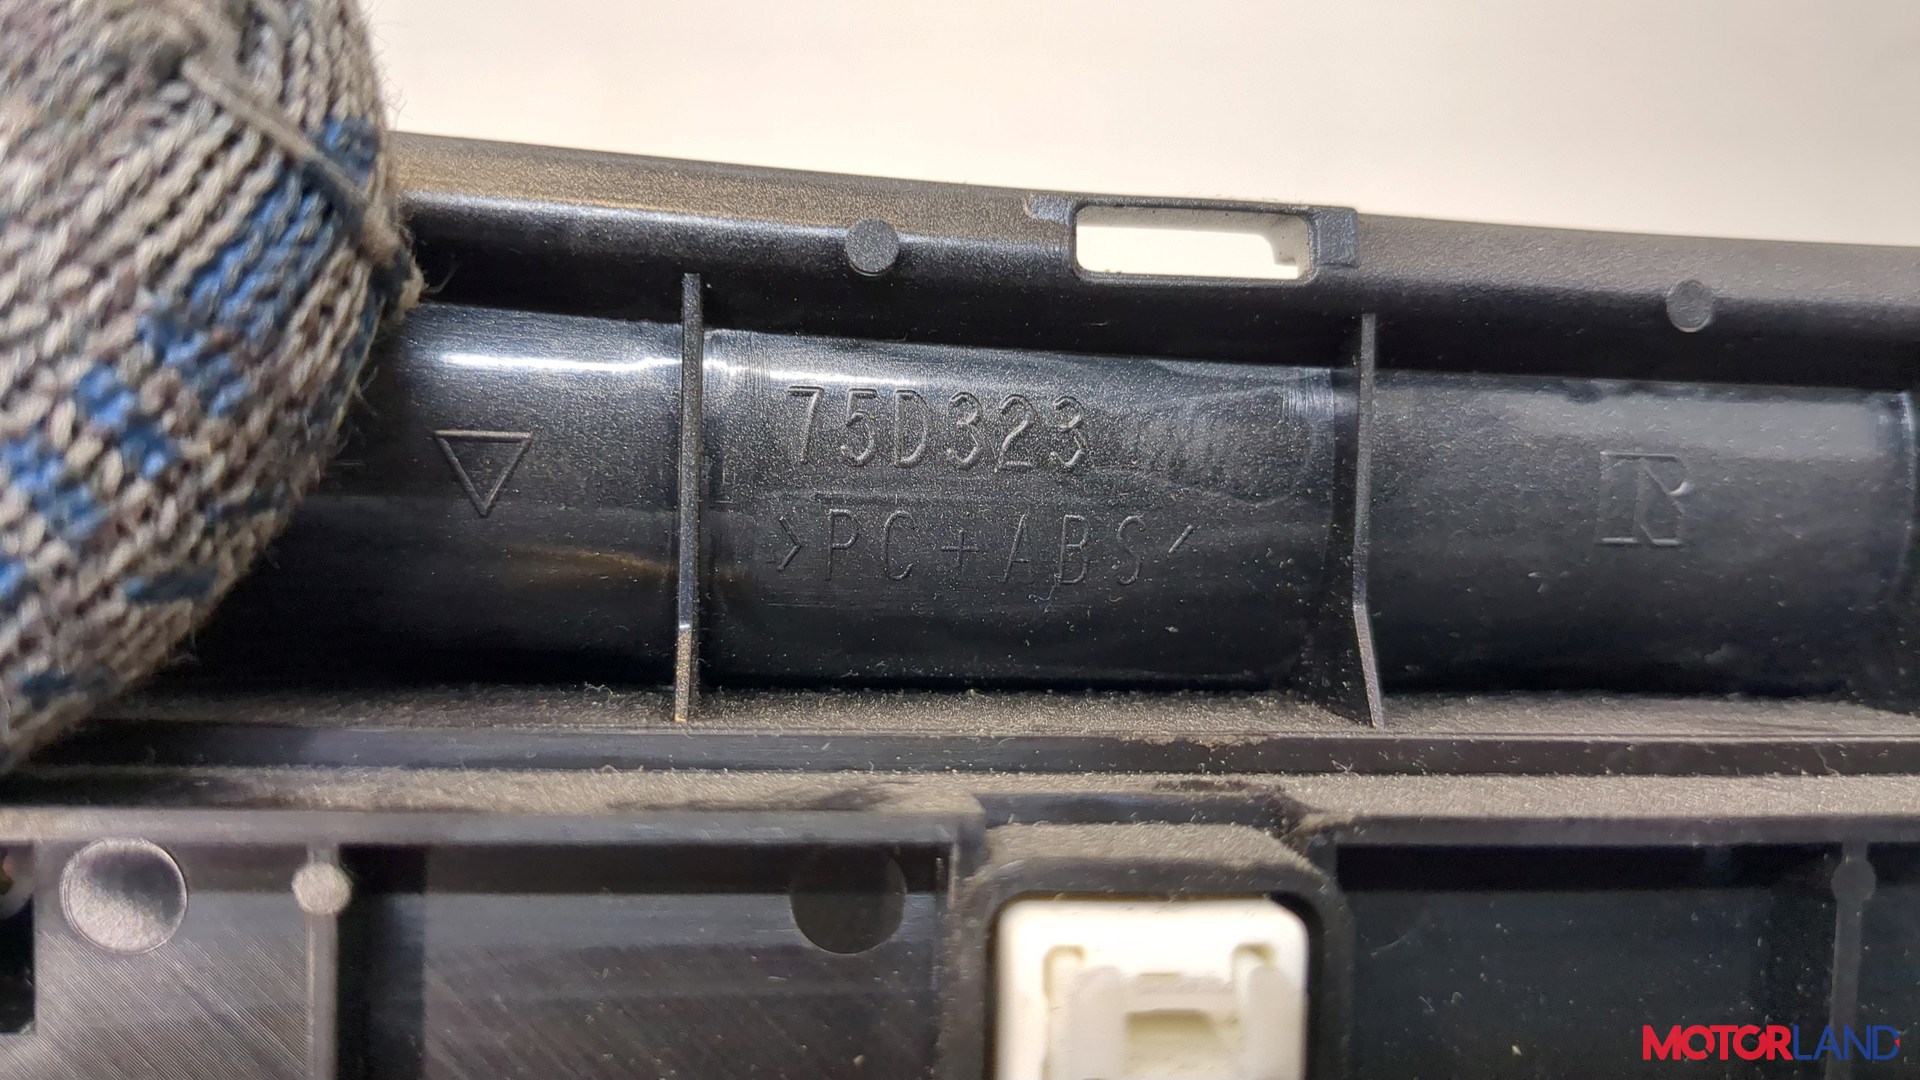 75D323
>PC+ABS<
R
MOTORLAND